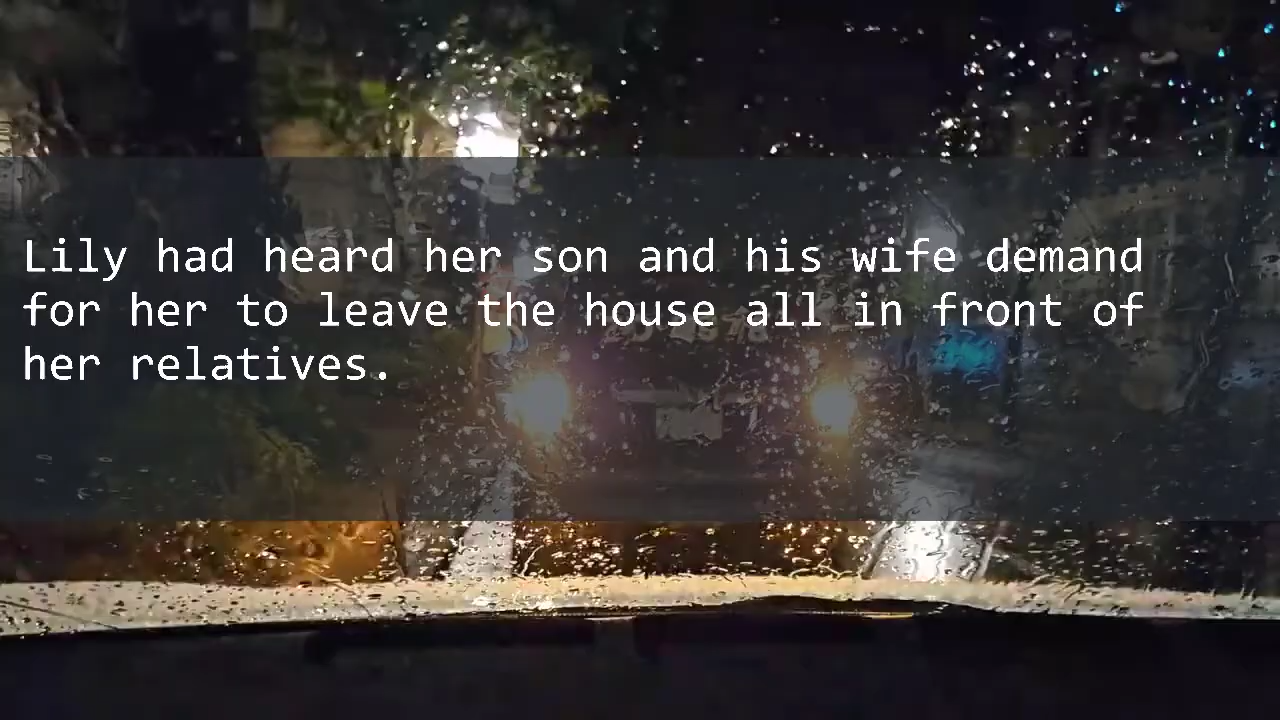 Lily had heard her son and his wife demand
for her to leave the house all in front of
her relatives.